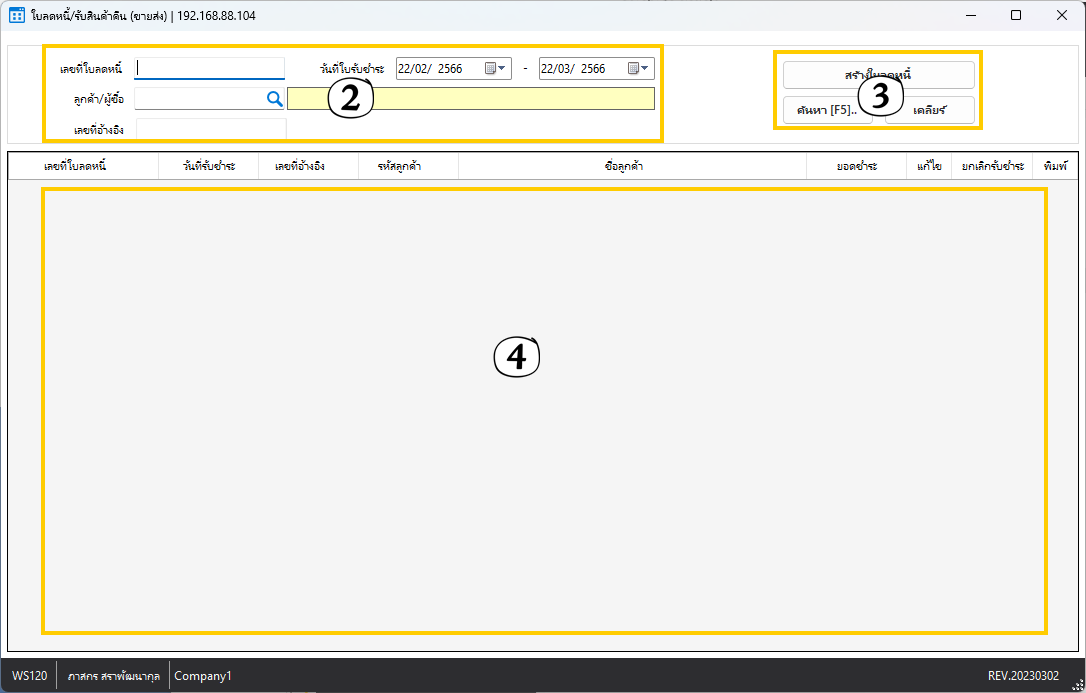 ใบลดหนี้/รับสินค้าคืน (ขายส่ง) | 192.168.88.104
เลขที่ใบลดหนี้ วันที่ใบรับชำระ 22/02/ 2566 - 22/03/ 2566
ลูกค้า/ผู้ซื้อ 2
เลขที่อ้างอิง
สร้างใบลดหนี้
3
ค้นหา [F5].. เคลียร์
เลขที่ใบลดหนี้ วันที่รับชำระ เลขที่อ้างอิง รหัสลูกค้า ชื่อลูกค้า ยอดชำระ แก้ไข ยกเลิกรับชำระ พิมพ์
4
WS120 ภาสกร สราพัฒนากุล Company1 REV.20230302